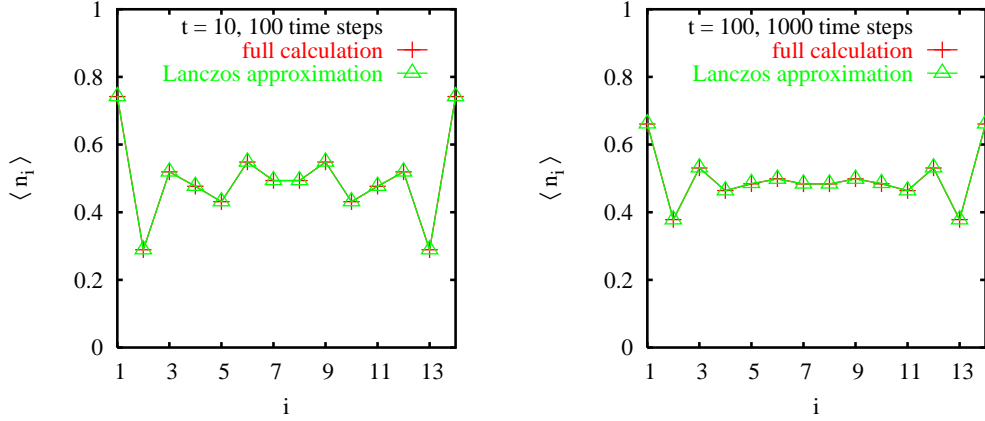 1
0.8
0.6
0.4
0.2
0
⟨ n_i ⟩
t = 10, 100 time steps
full calculation
Lanczos approximation
1 3 5 7 9 11 13
i
1
0.8
0.6
0.4
0.2
0
⟨ n_i ⟩
t = 100, 1000 time steps
full calculation
Lanczos approximation
1 3 5 7 9 11 13
i